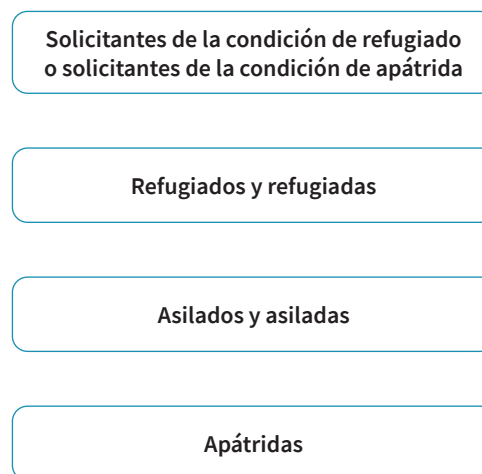 Solicitantes de la condición de refugiado
o solicitantes de la condición de apátrida
Refugiados y refugiadas
Asilados y asiladas
Apátridas